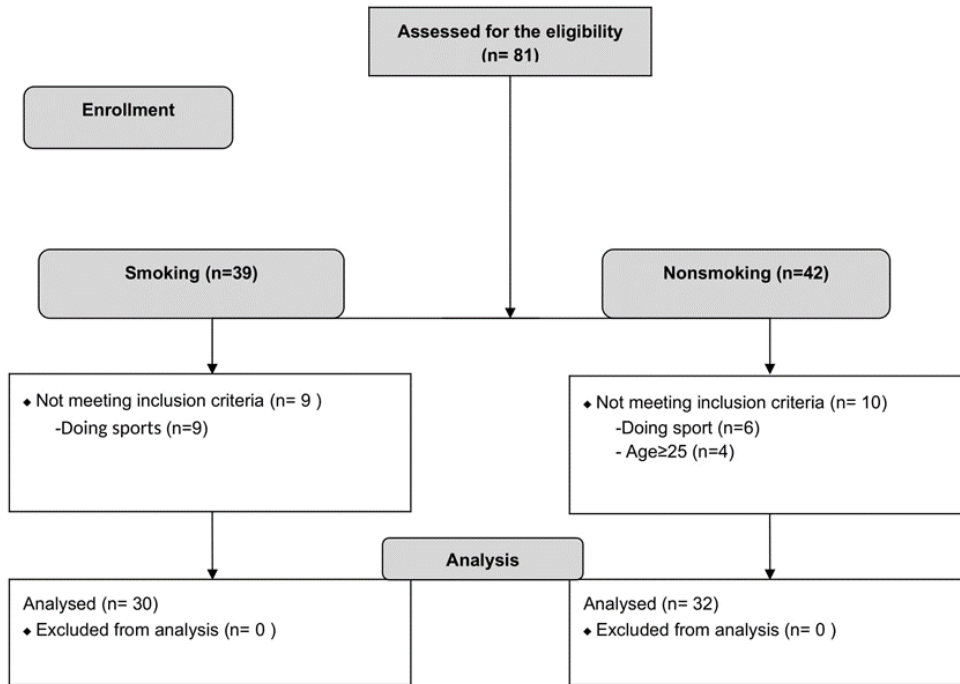 Assessed for the eligibility
(n= 81)
Enrollment
Smoking (n=39)
Nonsmoking (n=42)
⬥ Not meeting inclusion criteria (n= 9 )
-Doing sports (n=9)
⬥ Not meeting inclusion criteria (n= 10)
-Doing sport (n=6)
- Age≥25 (n=4)
Analysis
Analysed (n= 30)
⬥ Excluded from analysis (n= 0 )
Analysed (n= 32)
⬥ Excluded from analysis (n= 0 )